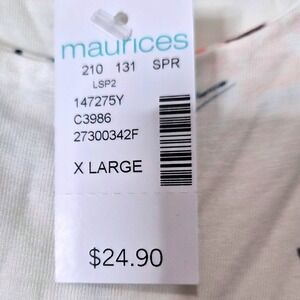 maurices
210 131 SPR
LSP2
147275Y
C3986
27300342F
X LARGE
$24.90